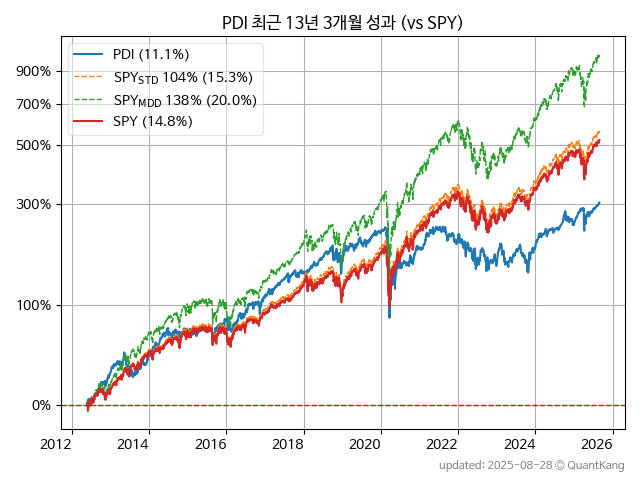 PDI 최근 13년 3개월 성과 (vs SPY)
PDI (11.1%)
SPY_STD 104% (15.3%)
SPY_MDD 138% (20.0%)
SPY (14.8%)
900%
700%
500%
300%
100%
0%
2012 2014 2016 2018 2020 2022 2024 2026
updated: 2025-08-28 © QuantKang